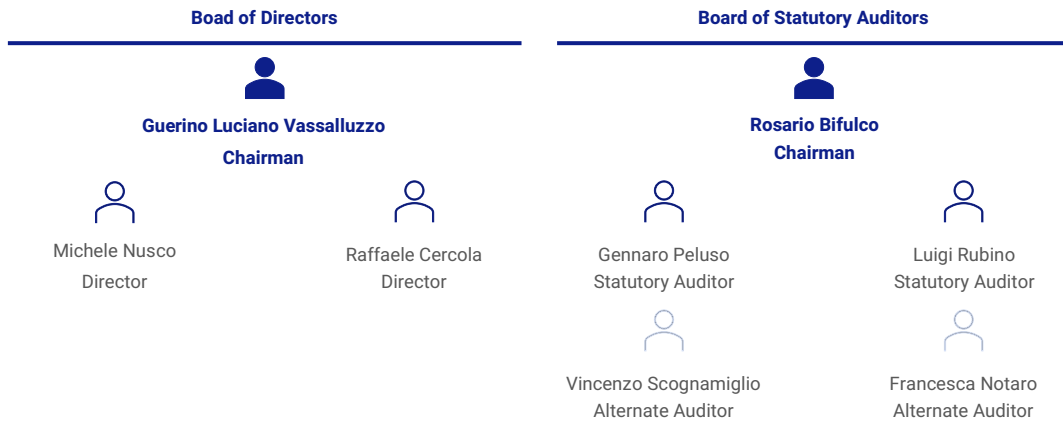 Boad of Directors
Guerino Luciano Vassalluzzo
Chairman
Michele Nusco
Director
Raffaele Cercola
Director
Board of Statutory Auditors
Rosario Bifulco
Chairman
Gennaro Peluso
Statutory Auditor
Luigi Rubino
Statutory Auditor
Vincenzo Scognamiglio
Alternate Auditor
Francesca Notaro
Alternate Auditor